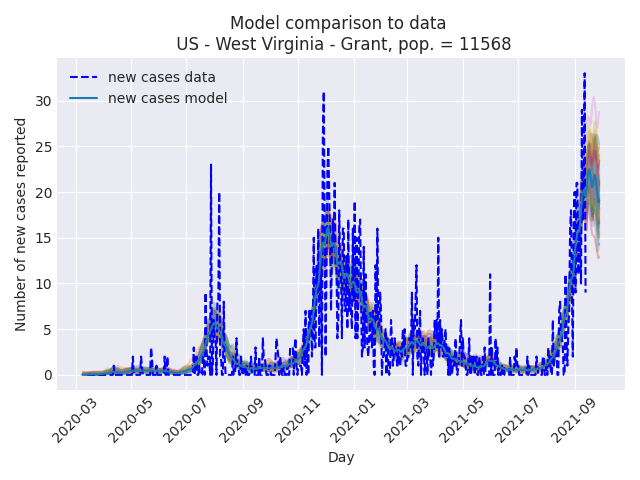 Model comparison to data
US - West Virginia - Grant, pop. = 11568
new cases data
new cases model
Number of new cases reported
30
25
20
15
10
5
0
2020-03
2020-05
2020-07
2020-09
2020-11
2021-01
2021-03
2021-05
2021-07
2021-09
Day